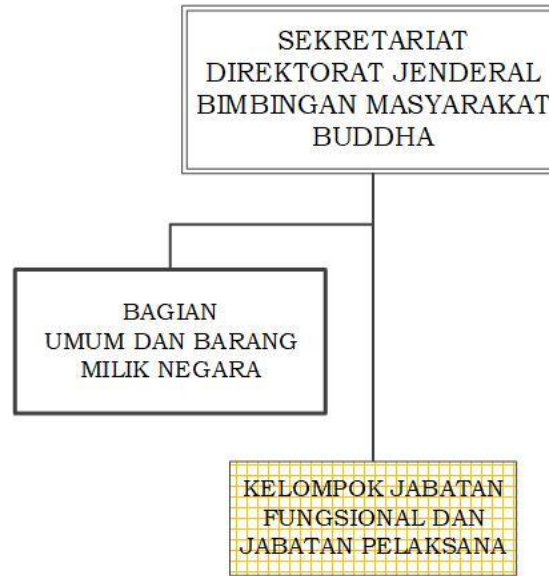 SEKRETARIAT
DIREKTORAT JENDERAL
BIMBINGAN MASYARAKAT
BUDDHA
BAGIAN
UMUM DAN BARANG
MILIK NEGARA
KELOMPOK JABATAN
FUNGSIONAL DAN
JABATAN PELAKSANA